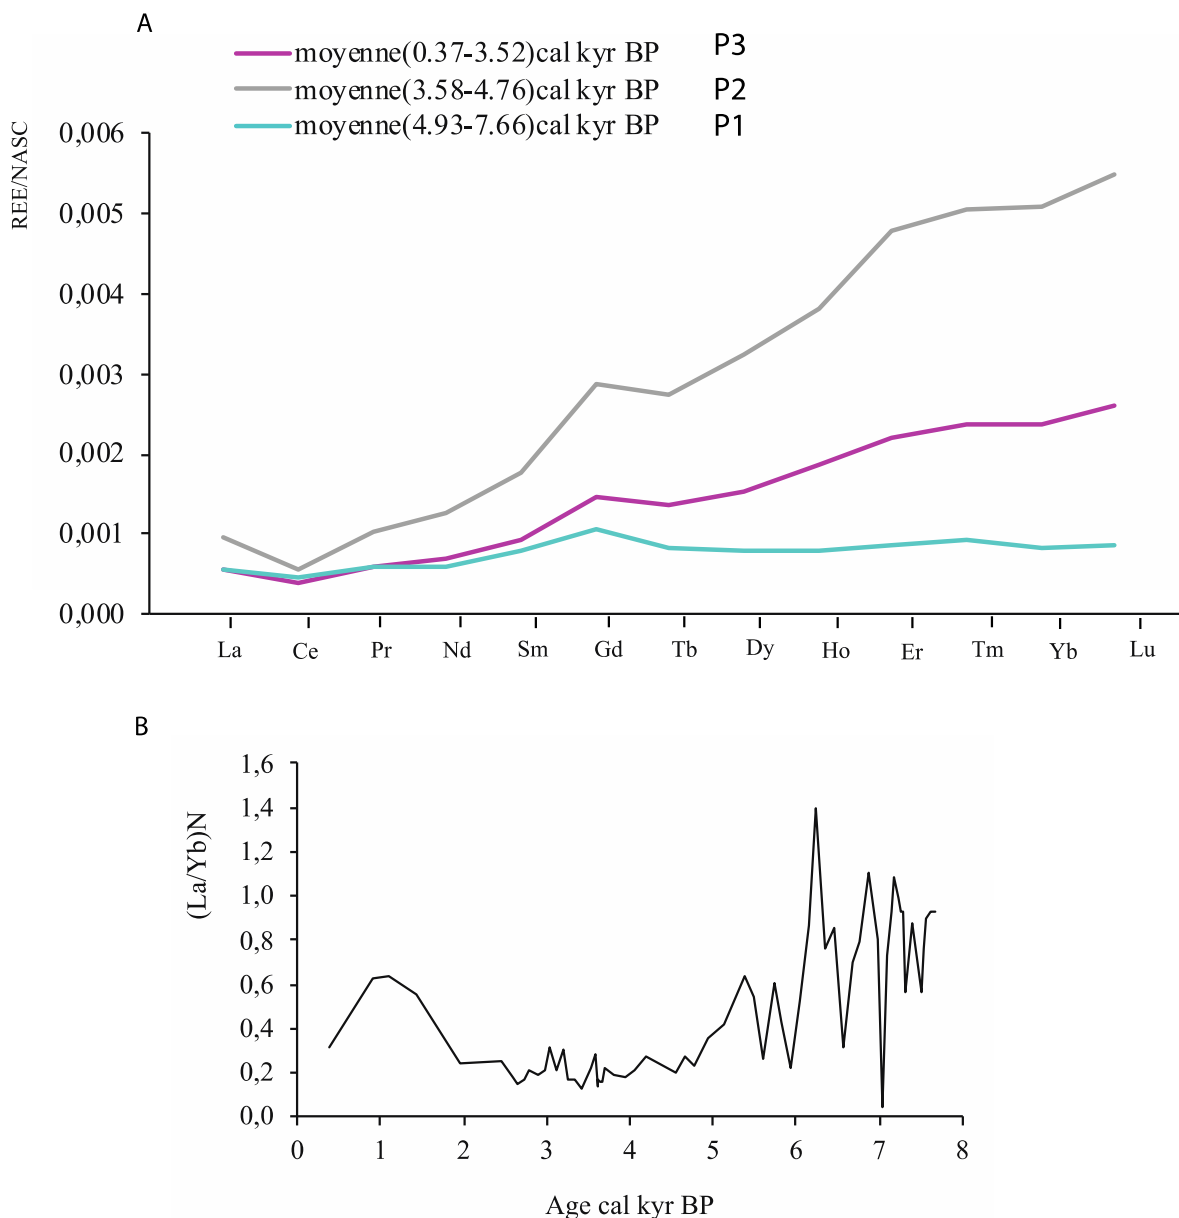 A
moyenne(0.37-3.52)cal kyr BP P3
moyenne(3.58-4.76)cal kyr BP P2
moyenne(4.93-7.66)cal kyr BP P1
REE/NASC
0,006
0,005
0,004
0,003
0,002
0,001
0,000
La Ce Pr Nd Sm Gd Tb Dy Ho Er Tm Yb Lu
B
(La/Yb)N
1,6
1,4
1,2
1,0
0,8
0,6
0,4
0,2
0,0
0 1 2 3 4 5 6 7 8
Age cal kyr BP